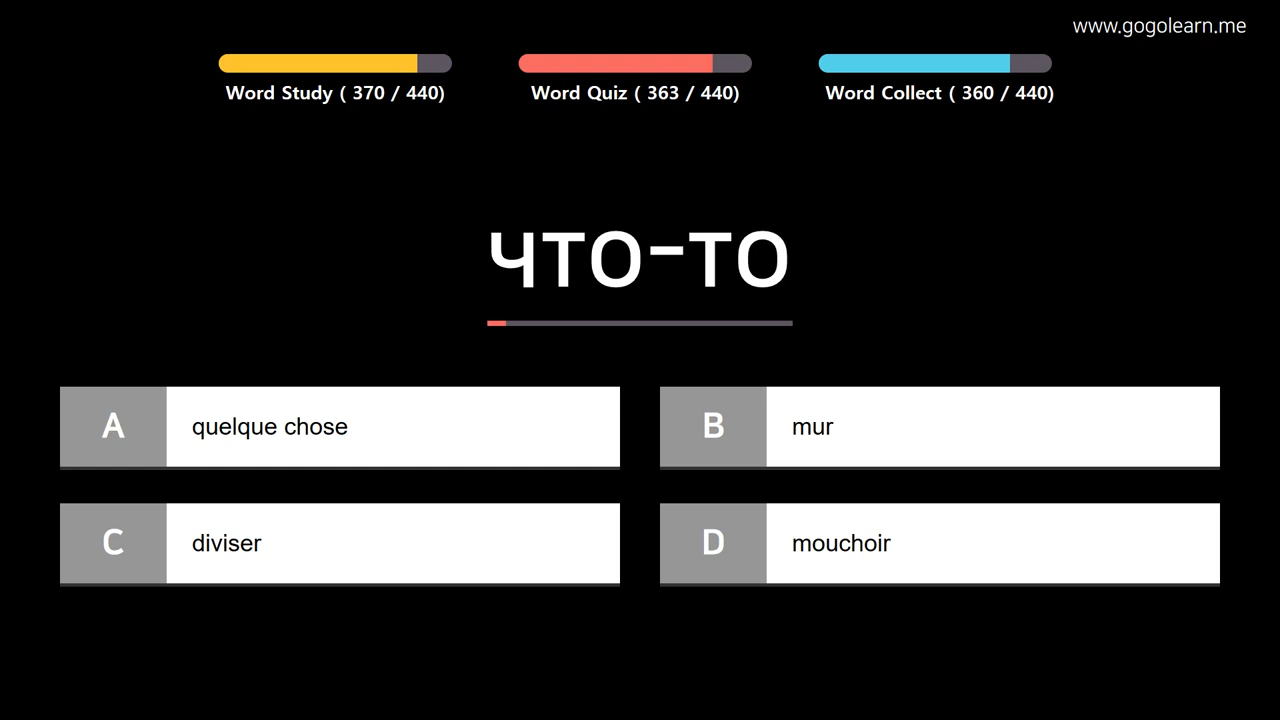 www.gogolearn.me
Word Study ( 370 / 440)
Word Quiz ( 363 / 440)
Word Collect ( 360 / 440)
что-то
A quelque chose
B mur
C diviser
D mouchoir